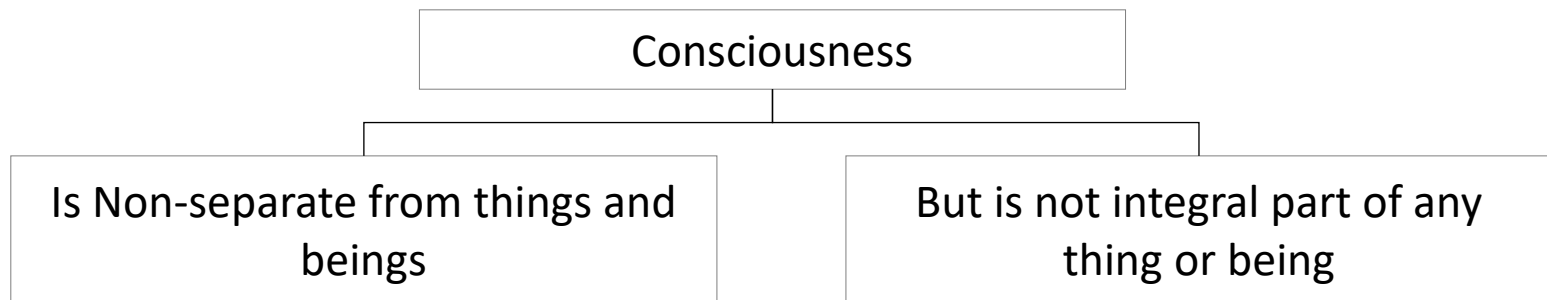 Consciousness
Is Non-separate from things and
beings
But is not integral part of any
thing or being